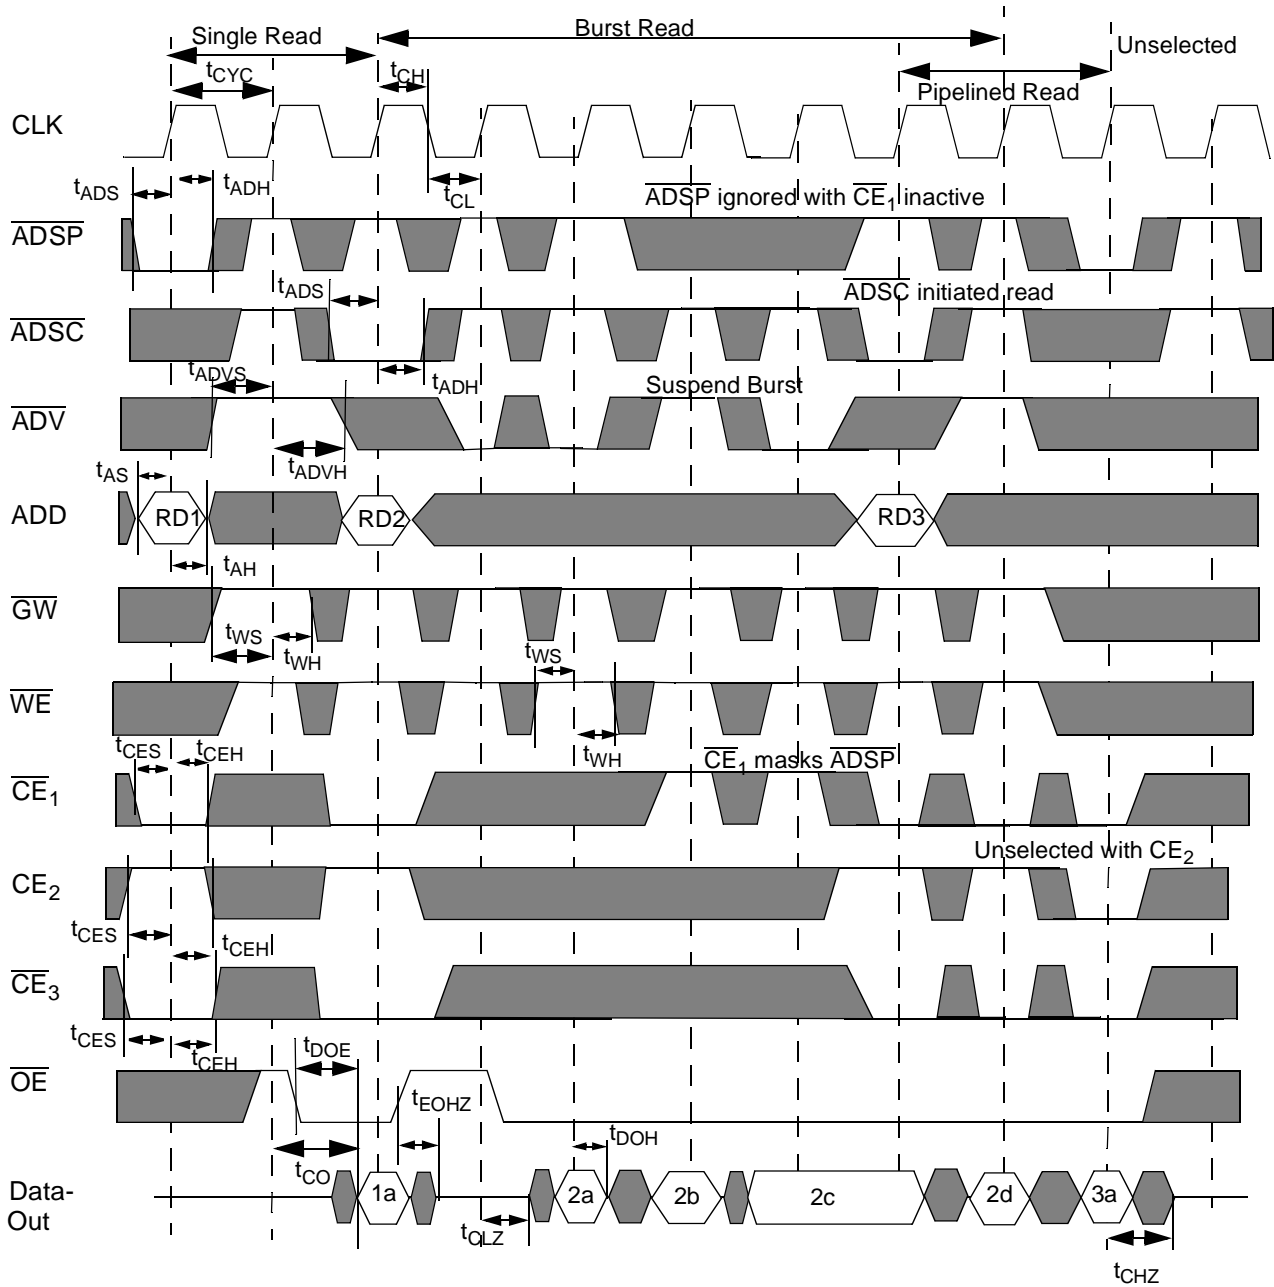 Single Read
Burst Read
Unselected
tCYC
tCH
Pipelined Read
CLK
tADS
tADH
tCL
ADSP ignored with CE1 inactive
ADSP
tADS
ADSC initiated read
ADSC
tADVS
tADH
Suspend Burst
ADV
tADVH
tAS
ADD
RD1
RD2
RD3
tAH
GW
tWS
tWH
tWS
WE
tCES
tCEH
tWH
CE1 masks ADSP
CE1
Unselected with CE2
CE2
tCES
tCEH
CE3
tCES
tCEH
tDOE
OE
tEOHZ
tDOH
tCO
Data-
Out
1a
2a
2b
2c
2d
3a
tCLZ
tCHZ